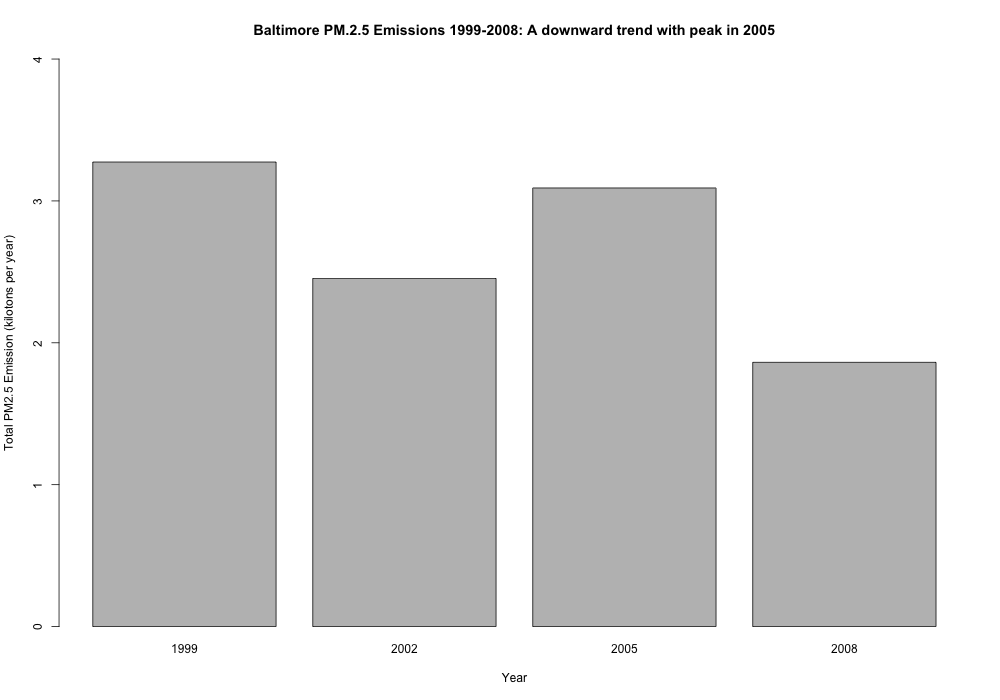 Baltimore PM.2.5 Emissions 1999-2008: A downward trend with peak in 2005
Total PM2.5 Emission (kilotons per year)
4
3
2
1
0
1999 2002 2005 2008
Year